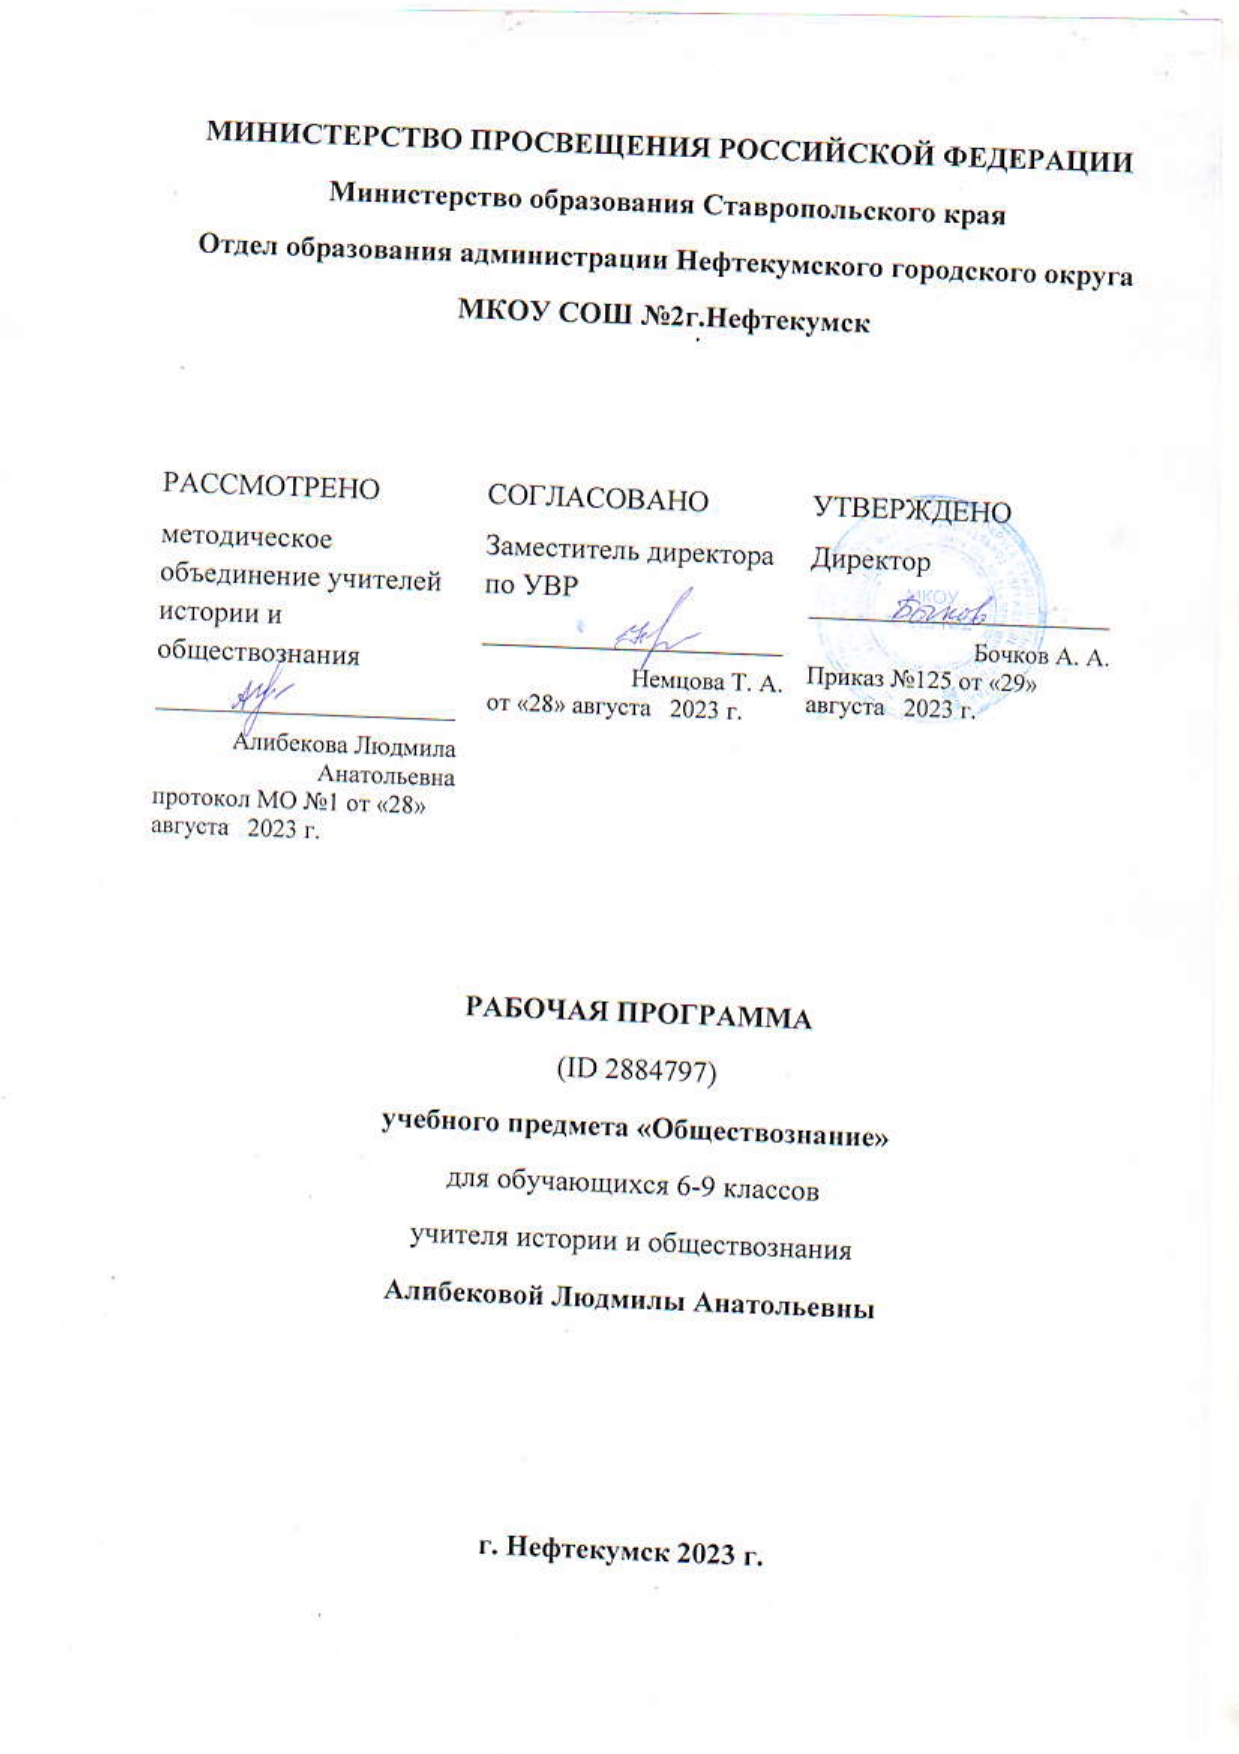 МИНИСТЕРСТВО ПРОСВЕЩЕНИЯ РОССИЙСКОЙ ФЕДЕРАЦИИ
Министерство образования Ставропольского края
Отдел образования администрации Нефтекумского городского округа
МКОУ СОШ №2г.Нефтекумск
РАССМОТРЕНО
методическое
объединение учителей
истории и
обществознания
Алибекова Людмила
Анатольевна
протокол МО №1 от «28»
августа 2023 г.
СОГЛАСОВАНО
Заместитель директора
по УВР
Немцова Т. А.
от «28» августа 2023 г.
УТВЕРЖДЕНО
Директор
МКОУ
Бочков А. А.
Приказ №125 от «29»
августа 2023 г.
РАБОЧАЯ ПРОГРАММА
(ID 2884797)
учебного предмета «Обществознание»
для обучающихся 6-9 классов
учителя истории и обществознания
Алибековой Людмилы Анатольевны
г. Нефтекумск 2023 г.